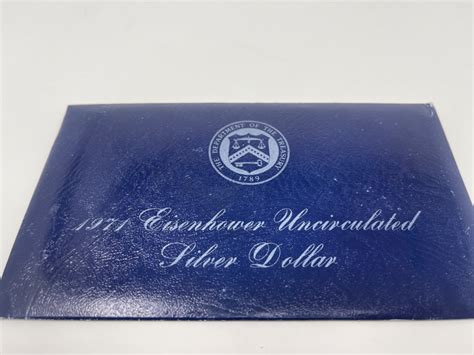 THE DEPARTMENT OF THE TREASURY
1789
1971 Eisenhower Uncirculated
Silver Dollar